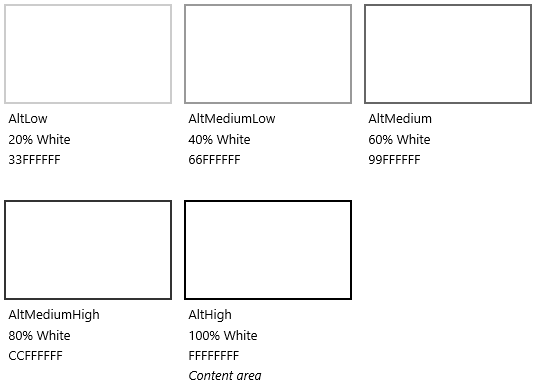 AltLow
20% White
33FFFFFF
AltMediumLow
40% White
66FFFFFF
AltMedium
60% White
99FFFFFF
AltMediumHigh
80% White
CCFFFFFF
AltHigh
100% White
FFFFFFFF
Content area